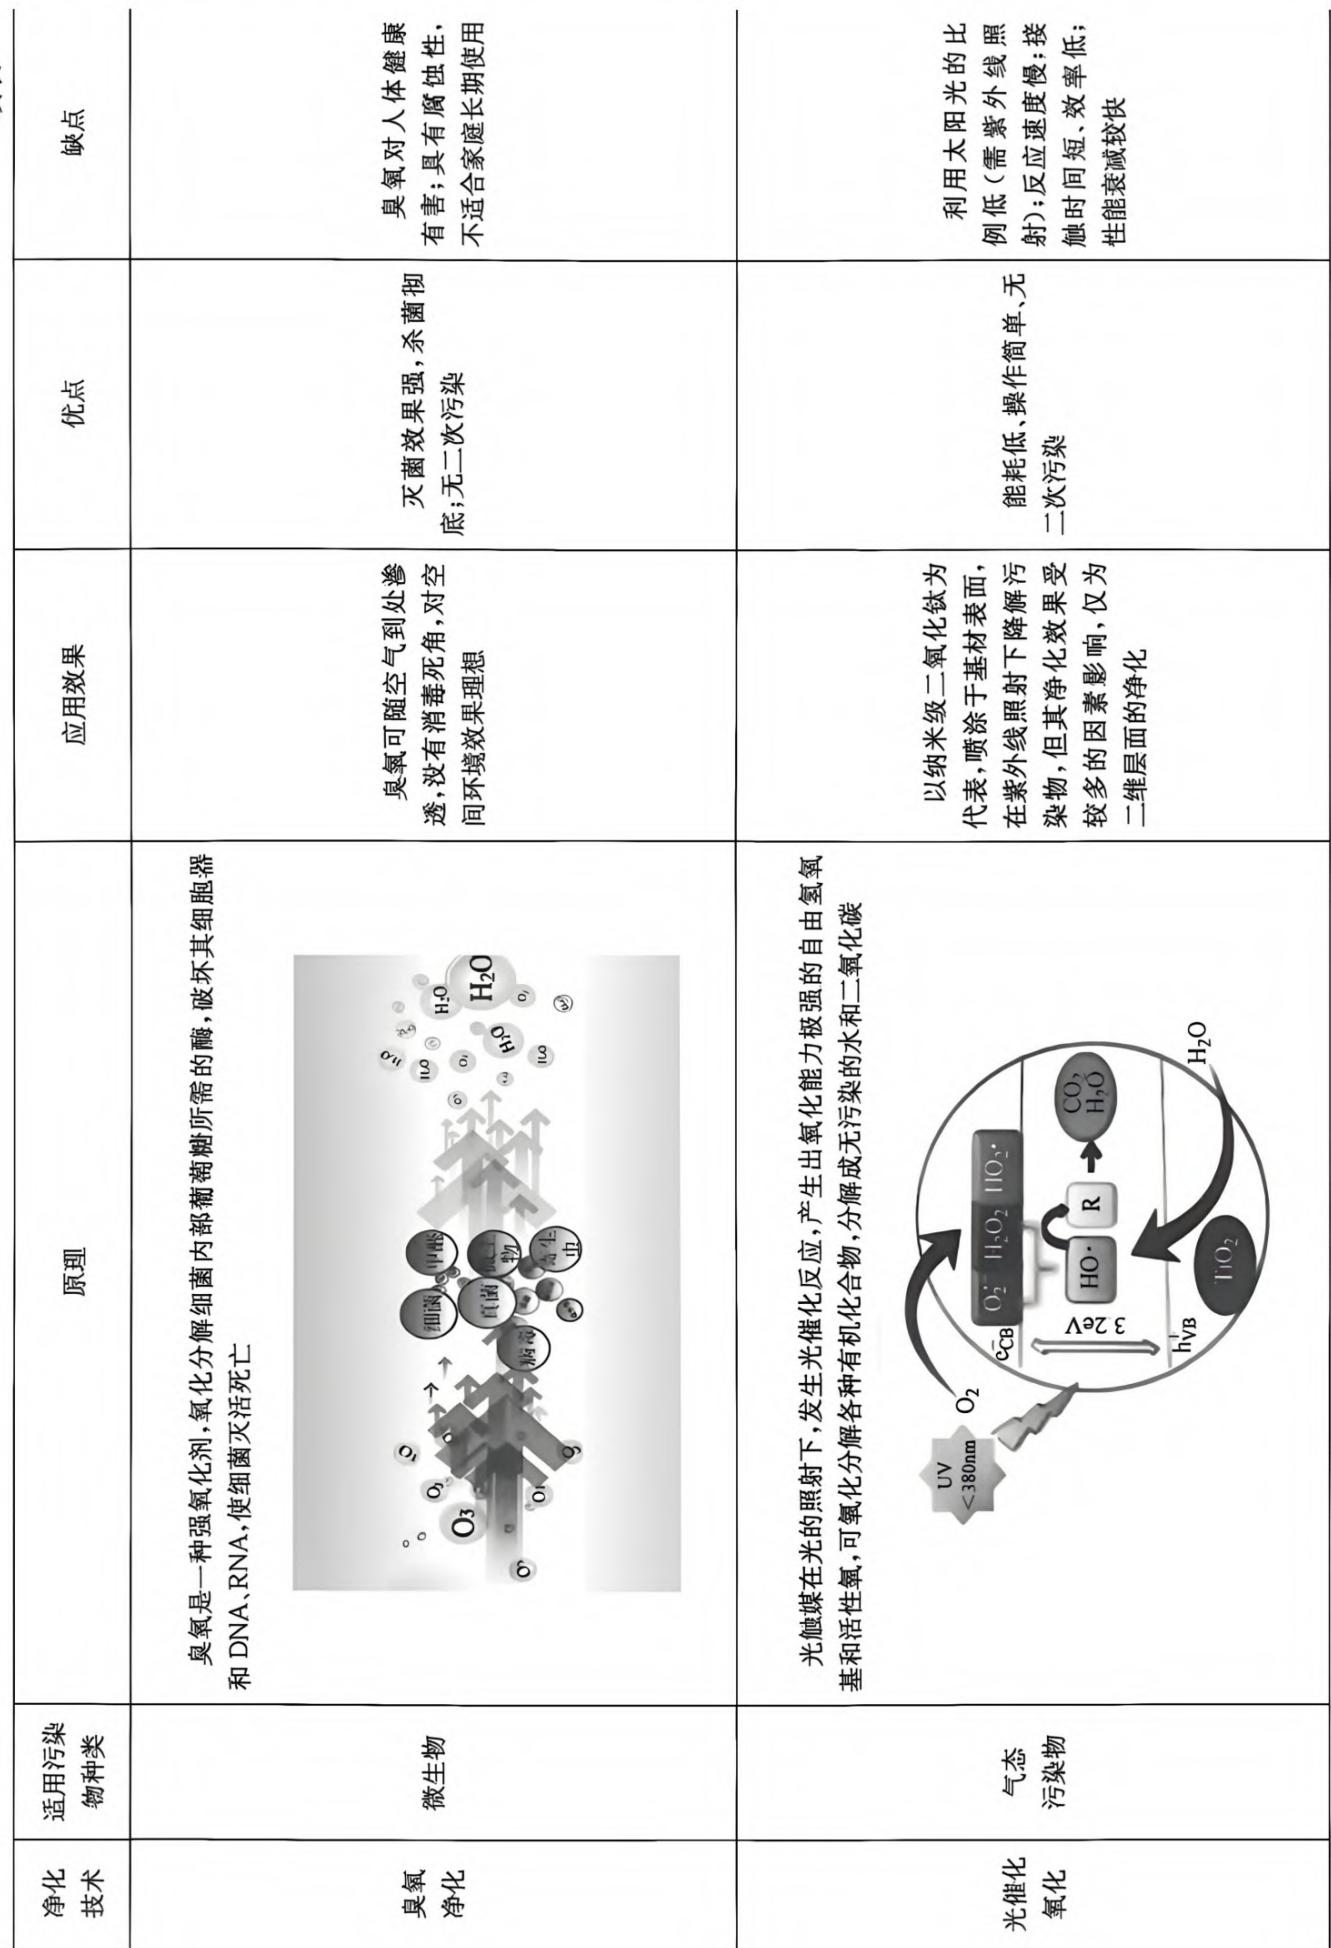 净化
技术
适用污染
物种类
原理
应用效果
优点
缺点
臭氧
净化
微生物
臭氧是一种强氧化剂,氧化分解细菌内部葡萄糖所需的酶,破坏其细胞器
和DNA、RNA,使细菌灭活死亡
O3
细菌
甲醛
真菌
病毒
寄生
虫
H2O
H2O
H2O
臭氧可随空气到处渗
透,没有消毒死角,对空
间环境效果理想
灭菌效果强,杀菌彻
底;无二次污染
臭氧对人体健康
有害;具有腐蚀性,
不适合家庭长期使用
光催化
氧化
气态
污染物
光触媒在光的照射下,发生光催化反应,产生出氧化能力极强的自由氢氧
基和活性氧,可氧化分解各种有机化合物,分解成无污染的水和二氧化碳
UV
<380nm
O2
O2 H2O2 HO2·
3.2eV
HO·
R
CO2
H2O
hVB
TiO2
H2O
以纳米级二氧化钛为
代表,喷涂于基材表面,
在紫外线照射下降解污
染物,但其净化效果受
较多的因素影响,仅为
二维层面的净化
能耗低、操作简单、无
二次污染
利用太阳光的比
例低(需紫外线照
射);反应速度慢;接
触时间短、效率低;
性能衰减较快